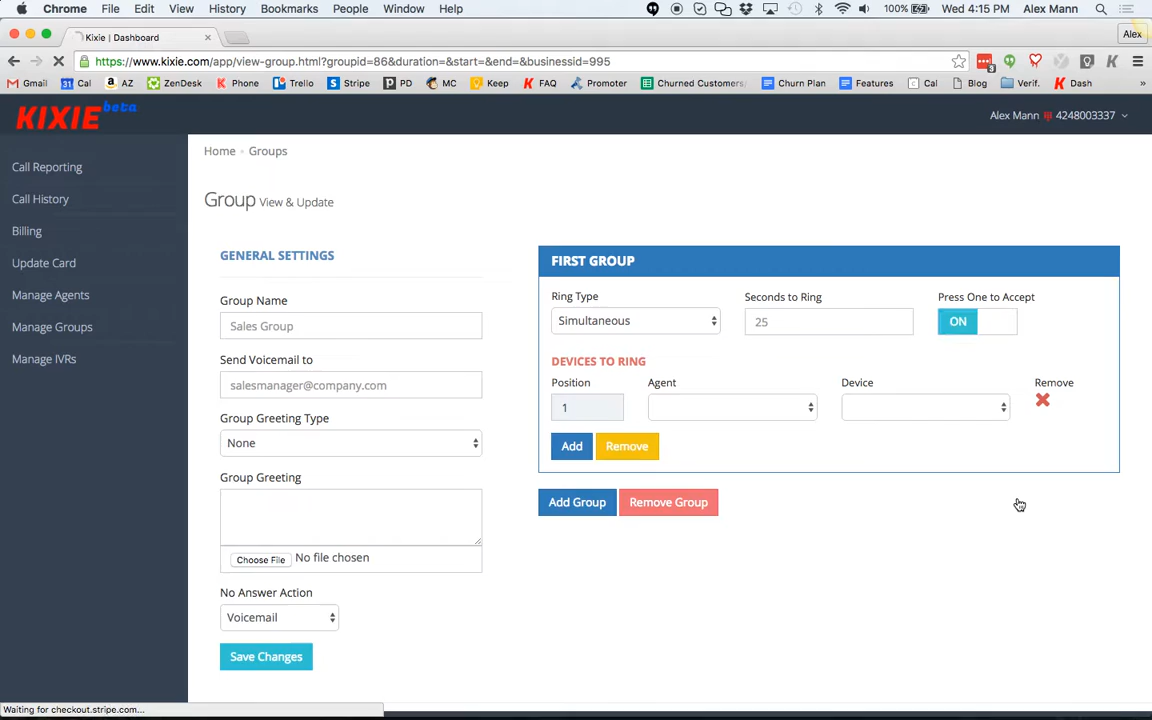 Chrome File Edit View History Bookmarks People Window Help 100% Wed 4:15 PM Alex Mann
Kixie | Dashboard × Alex
https://www.kixie.com/app/view-group.html?groupid=86&duration=&start=&end=&businessid=995
Gmail Cal AZ ZenDesk Phone Trello Stripe PD MC Keep FAQ Promoter Churned Customers/ Churn Plan Features Cal Blog Verif. Dash »
KIXIE beta
Alex Mann 4248003337
Home Groups
Call Reporting
Call History
Billing
Update Card
Manage Agents
Manage Groups
Manage IVRs
Group View & Update
GENERAL SETTINGS
Group Name
Sales Group
Send Voicemail to
salesmanager@company.com
Group Greeting Type
None
Group Greeting
Choose File No file chosen
No Answer Action
Voicemail
Save Changes
FIRST GROUP
Ring Type Seconds to Ring Press One to Accept
Simultaneous 25 ON
DEVICES TO RING
Position Agent Device Remove
1
Add Remove
Add Group Remove Group
Waiting for checkout.stripe.com...